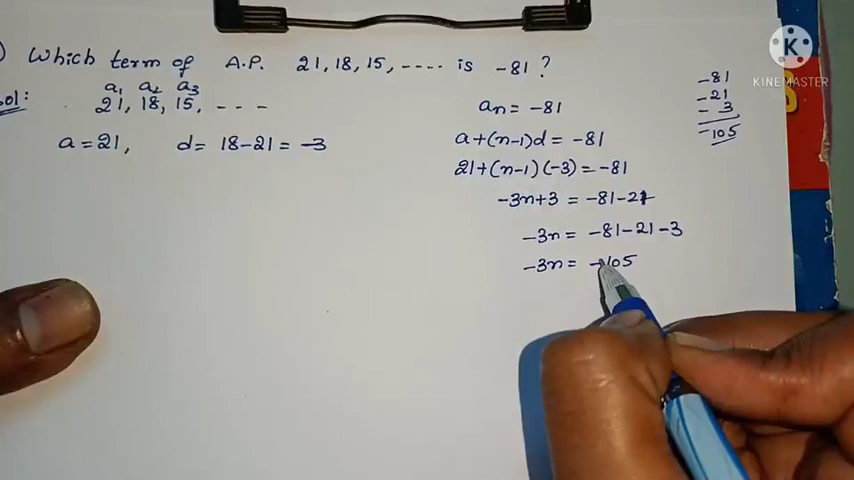 ) Which term of A.P. 21, 18, 15, ..... is -81?
ol:
a1 a2 a3
21, 18, 15, - - -
a = 21, d = 18-21 = -3
an = -81
a+(n-1)d = -81
21+(n-1)(-3) = -81
-3n+3 = -81-21
-3n = -81-21-3
-3n = -105
-81
-21
-3
-105
K
KINEMASTER